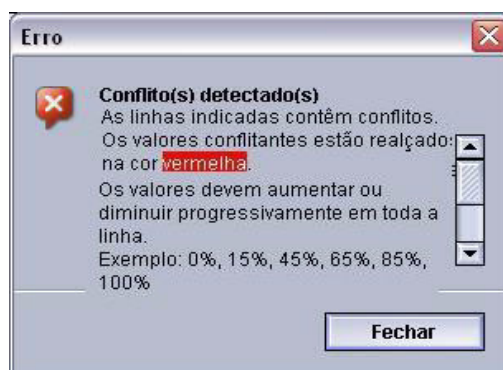 Erro
Conflito(s) detectado(s)
As linhas indicadas contêm conflitos.
Os valores conflitantes estão realçados
na cor vermelha.
Os valores devem aumentar ou
diminuir progressivamente em toda a
linha.
Exemplo: 0%, 15%, 45%, 65%, 85%,
100%
Fechar